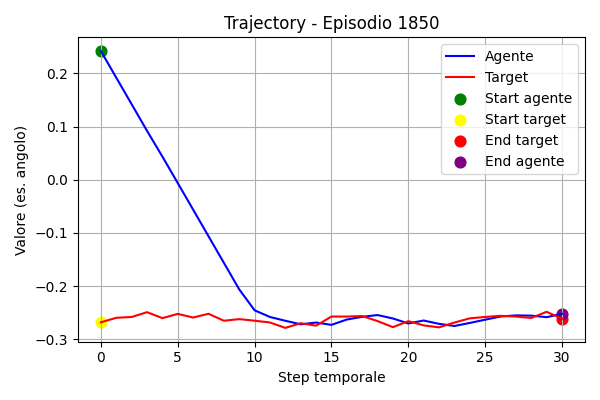 Trajectory - Episodio 1850
Valore (es. angolo)
0.2
0.1
0.0
−0.1
−0.2
−0.3
0
5
10
15
20
25
30
Step temporale
Agente
Target
Start agente
Start target
End target
End agente